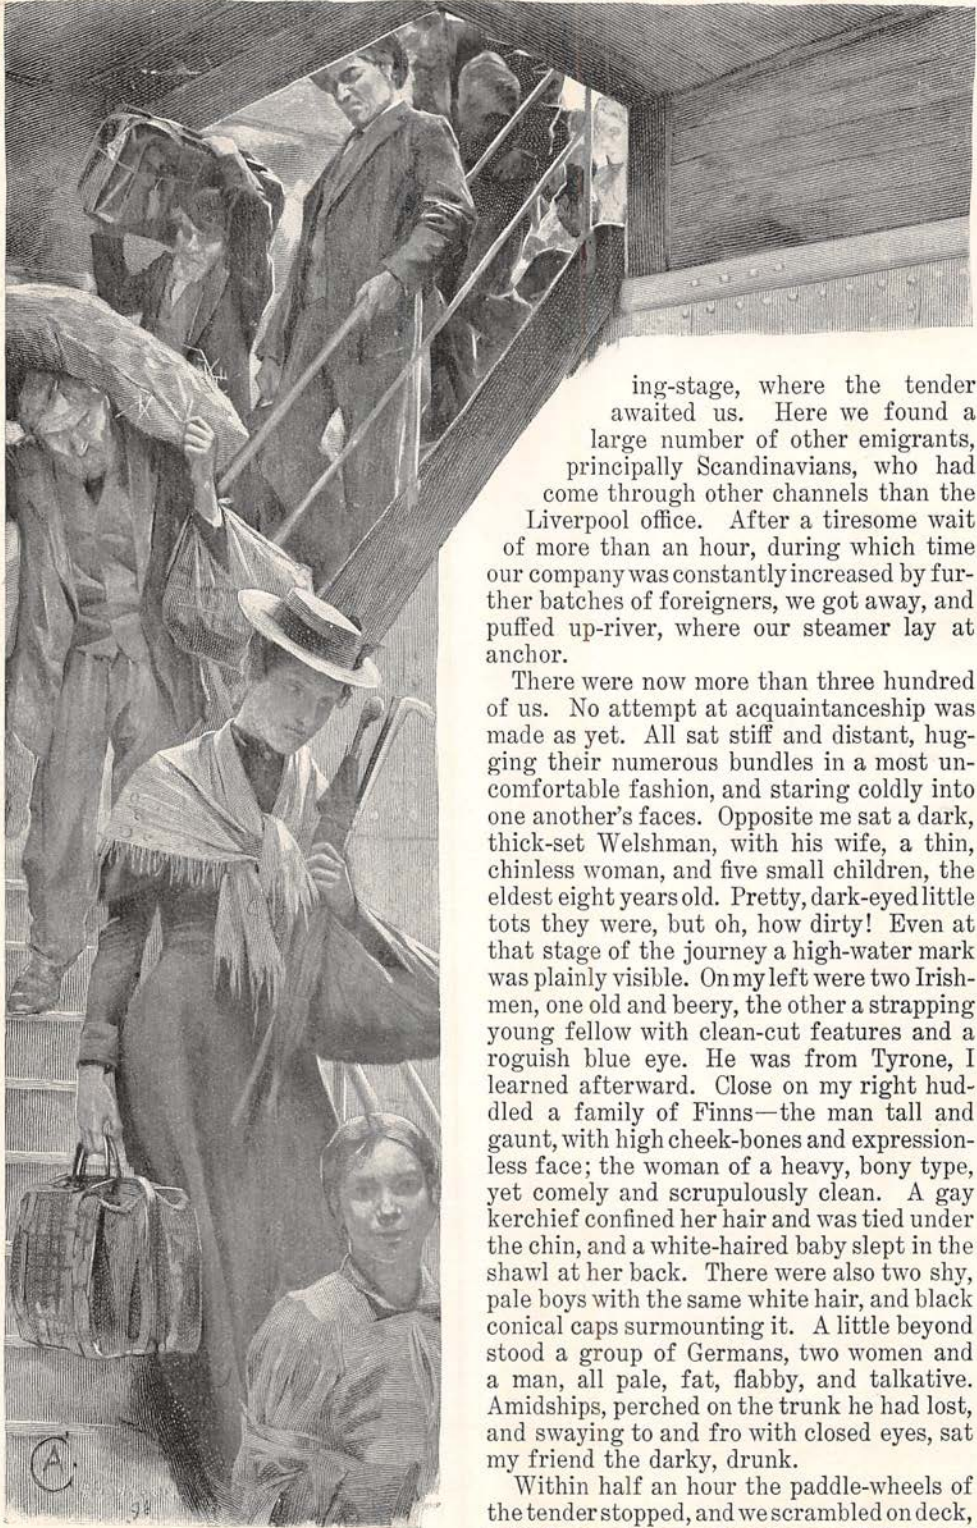 ing-stage, where the tender
awaited us. Here we found a
large number of other emigrants,
principally Scandinavians, who had
come through other channels than the
Liverpool office. After a tiresome wait
of more than an hour, during which time
our company was constantly increased by fur-
ther batches of foreigners, we got away, and
puffed up-river, where our steamer lay at
anchor.
There were now more than three hundred
of us. No attempt at acquaintanceship was
made as yet. All sat stiff and distant, hug-
ging their numerous bundles in a most un-
comfortable fashion, and staring coldly into
one another's faces. Opposite me sat a dark,
thick-set Welshman, with his wife, a thin,
chinless woman, and five small children, the
eldest eight years old. Pretty, dark-eyed little
tots they were, but oh, how dirty! Even at
that stage of the journey a high-water mark
was plainly visible. On my left were two Irish-
men, one old and beery, the other a strapping
young fellow with clean-cut features and a
roguish blue eye. He was from Tyrone, I
learned afterward. Close on my right hud-
dled a family of Finns—the man tall and
gaunt, with high cheek-bones and expression-
less face; the woman of a heavy, bony type,
yet comely and scrupulously clean. A gay
kerchief confined her hair and was tied under
the chin, and a white-haired baby slept in the
shawl at her back. There were also two shy,
pale boys with the same white hair, and black
conical caps surmounting it. A little beyond
stood a group of Germans, two women and
a man, all pale, fat, flabby, and talkative.
Amidships, perched on the trunk he had lost,
and swaying to and fro with closed eyes, sat
my friend the darky, drunk.
Within half an hour the paddle-wheels of
the tender stopped, and we scrambled on deck,